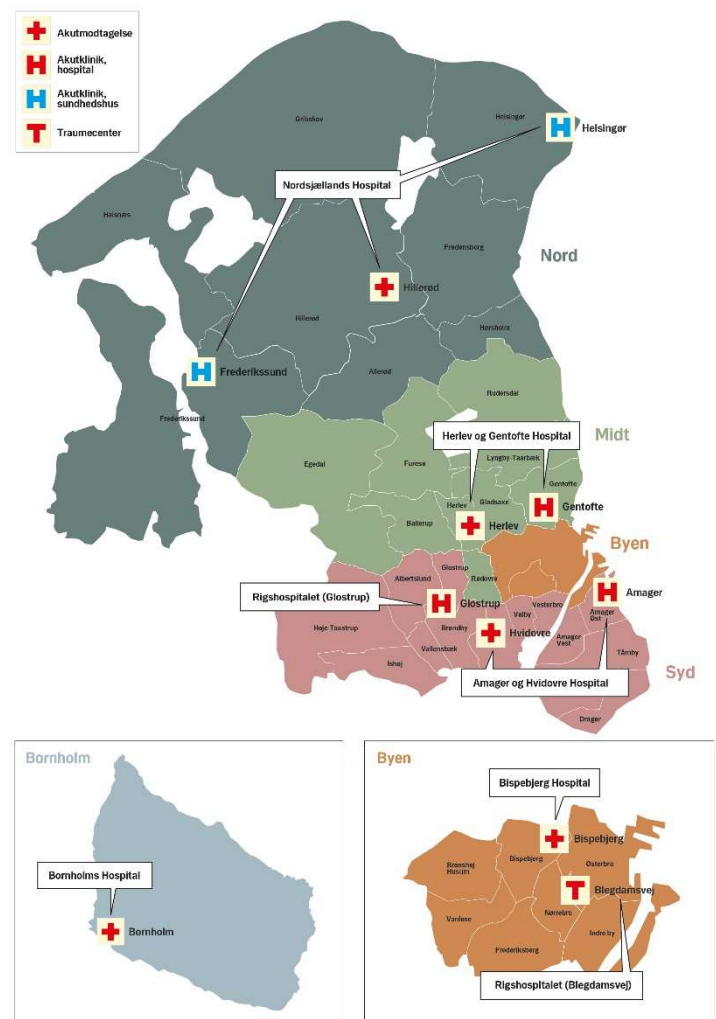 Akutmodtagelse
Akutklinik,
hospital
Akutklinik,
sundhedshus
Traumecenter
Gribskov
Helsingør
Helsingør
Nordsjællands Hospital
Halsnæs
Fredensborg
Nord
Hillerød
Hillerød
Hørsholm
Frederikssund
Allerød
Frederikssund
Rudersdal
Herlev og Gentofte Hospital
Midt
Egedal
Furesø
Lyngby-Taarbæk
Gentofte
Herlev
Gladsaxe
Gentofte
Ballerup
Herlev
Byen
Glostrup
Albertslund
Rødovre
Rigshospitalet (Glostrup)
Glostrup
Valby
Vesterbro
Amager
Amager
Øst
Høje Taastrup
Brøndby
Hvidovre
Amager
Vest
Vallensbæk
Tårnby
Ishøj
Amager og Hvidovre Hospital
Syd
Dragør
Bornholm
Bornholms Hospital
Bornholm
Byen
Bispebjerg Hospital
Bispebjerg
Bispebjerg
Østerbro
Brønshøj
Husum
Blegdamsvej
Nørrebro
Vanløse
Indre by
Frederiksberg
Rigshospitalet (Blegdamsvej)